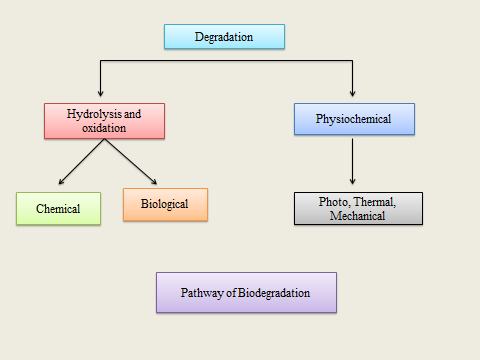 Degradation
Hydrolysis and
oxidation
Physiochemical
Chemical
Biological
Photo, Thermal,
Mechanical
Pathway of Biodegradation